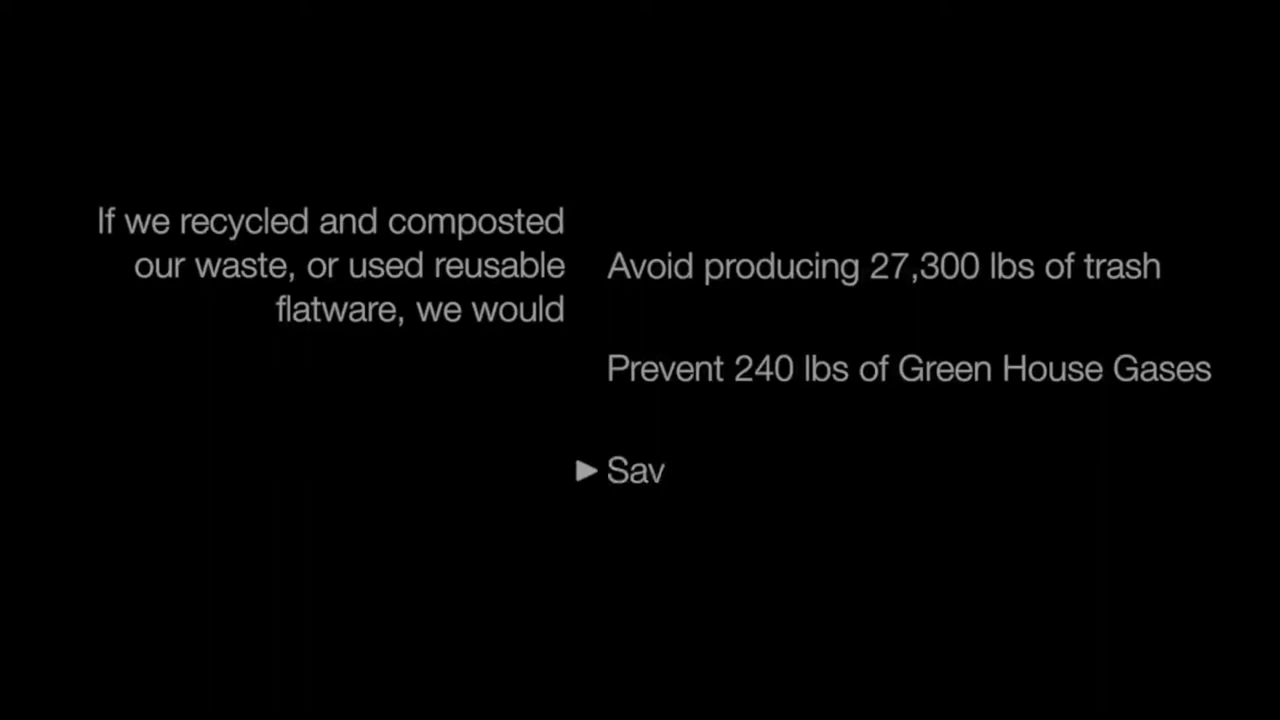 If we recycled and composted
our waste, or used reusable
flatware, we would
Avoid producing 27,300 lbs of trash
Prevent 240 lbs of Green House Gases
▶ Sav